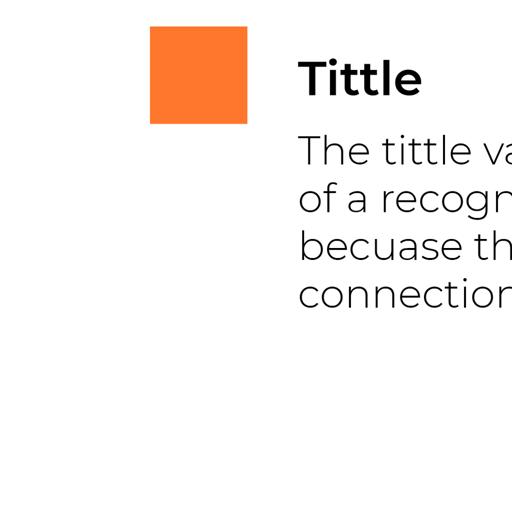 Tittle
The tittle va
of a recogn
becuase th
connection